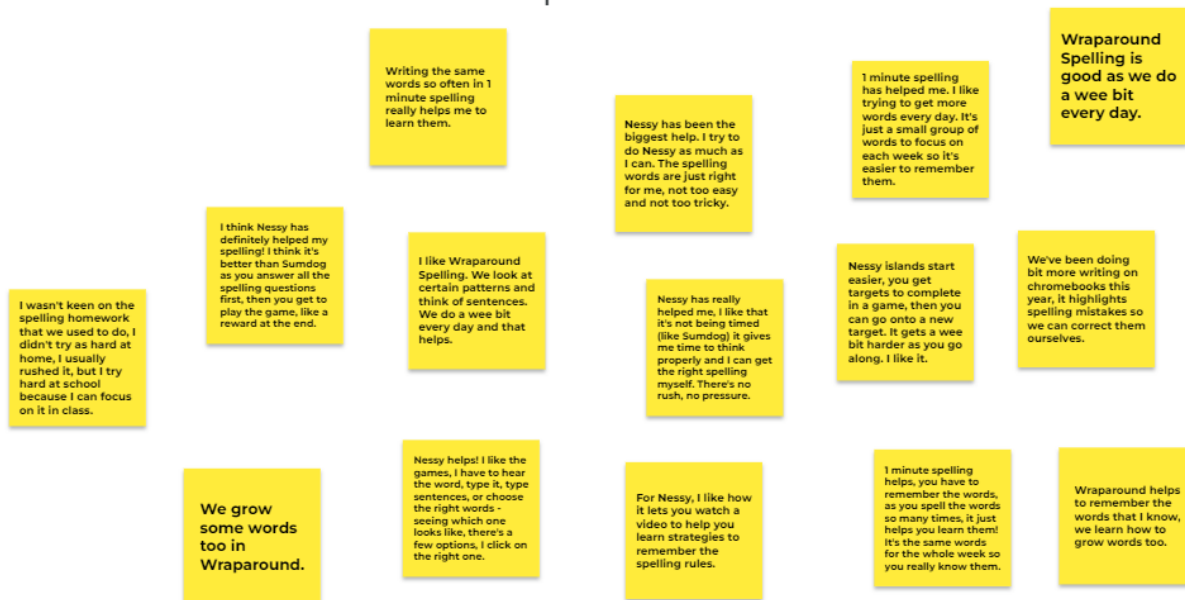 Writing the same
words so often in 1
minute spelling
really helps me to
learn them.
Wraparound
Spelling is
good as we do
a wee bit
every day.
1 minute spelling
has helped me. I like
trying to get more
words every day. It's
just a small group of
words to focus on
each week so it's
easier to remember
them.
Nessy has been the
biggest help. I try to
do Nessy as much as
I can. The spelling
words are just right
for me, not too easy
and not too tricky.
I think Nessy has
definitely helped my
spelling! I think it's
better than Sumdog
as you answer all the
spelling questions
first, then you get to
play the game, like a
reward at the end.
I like Wraparound
Spelling. We look at
certain patterns and
think of sentences.
We do a wee bit
every day and that
helps.
Nessy islands start
easier, you get
targets to complete
in a game, then you
can go onto a new
target. It gets a wee
bit harder as you go
along. I like it.
We've been doing
bit more writing on
chromebooks this
year, it highlights
spelling mistakes so
we can correct them
ourselves.
I wasn't keen on the
spelling homework
that we used to do, I
didn't try as hard at
home, I usually
rushed it, but I try
hard at school
because I can focus
on it in class.
Nessy has really
helped me, I like that
it's not being timed
(like Sumdog) it gives
me time to think
properly and I can get
the right spelling
myself. There's no
rush, no pressure.
We grow
some words
too in
Wraparound.
Nessy helps! I like the
games, I have to hear
the word, type it, type
sentences, or choose
the right words -
seeing which one
looks like, there's a
few options, I click on
the right one.
For Nessy, I like how
it lets you watch a
video to help you
learn strategies to
remember the
spelling rules.
1 minute spelling
helps, you have to
remember the words,
as you spell the words
so many times, it just
helps you learn them!
It's the same words
for the whole week so
you really know them.
Wraparound helps
to remember the
words that I know,
we learn how to
grow words too.